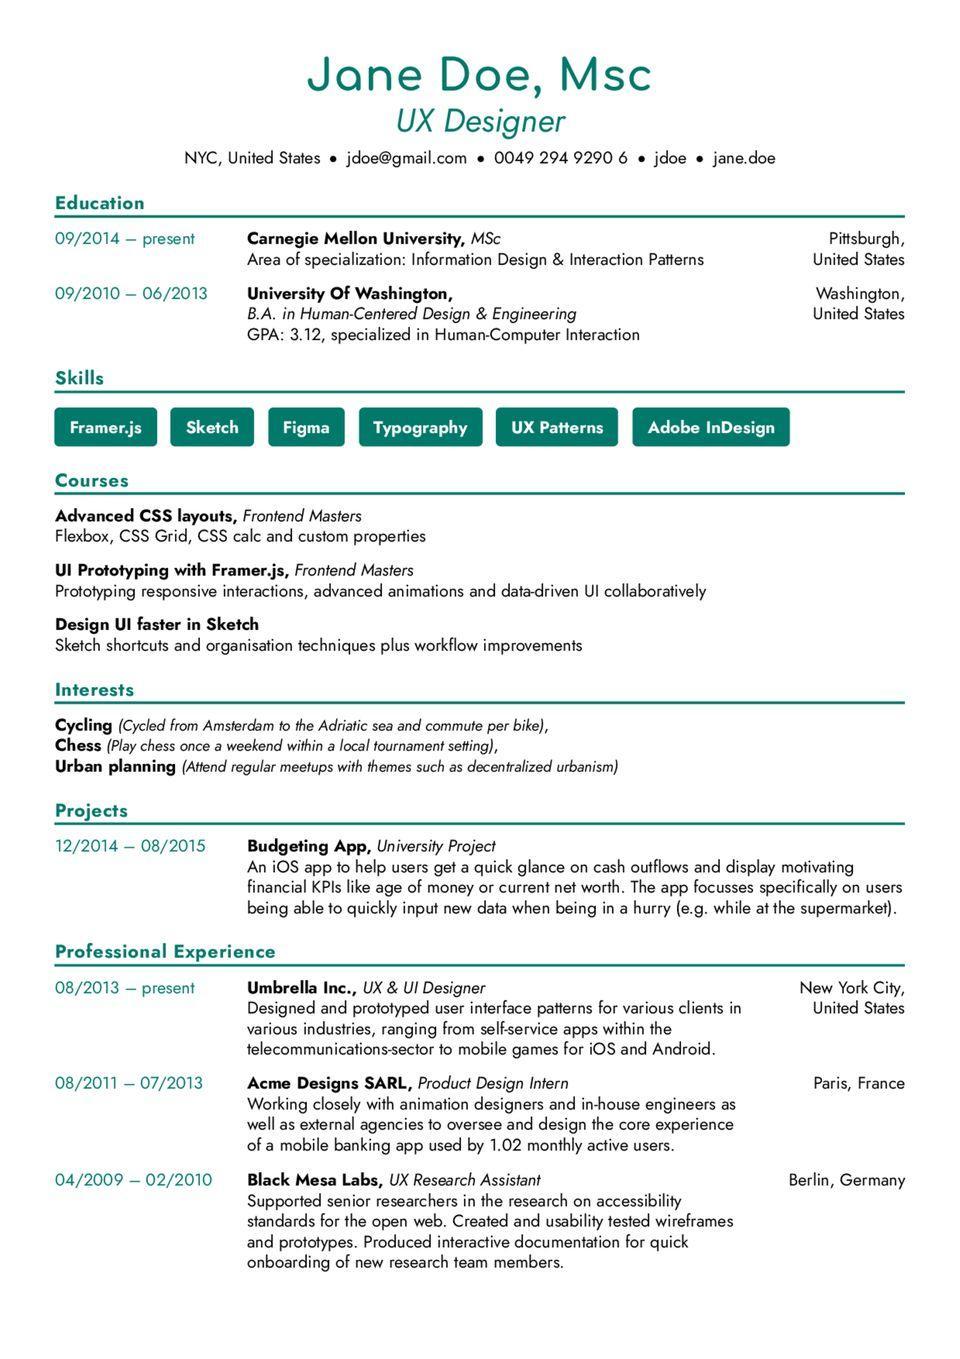 Jane Doe, Msc
UX Designer
NYC, United States ● jdoe@gmail.com ● 0049 294 9290 6 ● jdoe ● jane.doe
Education
09/2014 – present Carnegie Mellon University, MSc Pittsburgh,
Area of specialization: Information Design & Interaction Patterns United States
09/2010 – 06/2013 University Of Washington, Washington,
B.A. in Human-Centered Design & Engineering United States
GPA: 3.12, specialized in Human-Computer Interaction
Skills
Framer.js Sketch Figma Typography UX Patterns Adobe InDesign
Courses
Advanced CSS layouts, Frontend Masters
Flexbox, CSS Grid, CSS calc and custom properties
UI Prototyping with Framer.js, Frontend Masters
Prototyping responsive interactions, advanced animations and data-driven UI collaboratively
Design UI faster in Sketch
Sketch shortcuts and organisation techniques plus workflow improvements
Interests
Cycling (Cycled from Amsterdam to the Adriatic sea and commute per bike),
Chess (Play chess once a weekend within a local tournament setting),
Urban planning (Attend regular meetups with themes such as decentralized urbanism)
Projects
12/2014 – 08/2015 Budgeting App, University Project
An iOS app to help users get a quick glance on cash outflows and display motivating
financial KPIs like age of money or current net worth. The app focusses specifically on users
being able to quickly input new data when being in a hurry (e.g. while at the supermarket).
Professional Experience
08/2013 – present Umbrella Inc., UX & UI Designer New York City,
Designed and prototyped user interface patterns for various clients in United States
various industries, ranging from self-service apps within the
telecommunications-sector to mobile games for iOS and Android.
08/2011 – 07/2013 Acme Designs SARL, Product Design Intern Paris, France
Working closely with animation designers and in-house engineers as
well as external agencies to oversee and design the core experience
of a mobile banking app used by 1.02 monthly active users.
04/2009 – 02/2010 Black Mesa Labs, UX Research Assistant Berlin, Germany
Supported senior researchers in the research on accessibility
standards for the open web. Created and usability tested wireframes
and prototypes. Produced interactive documentation for quick
onboarding of new research team members.